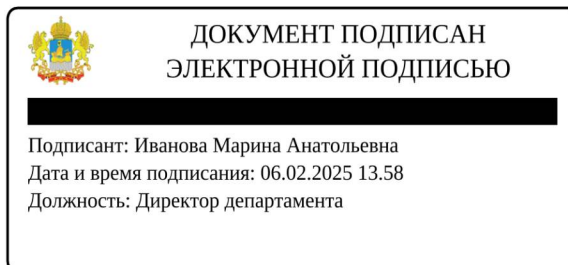 ДОКУМЕНТ ПОДПИСАН
ЭЛЕКТРОННОЙ ПОДПИСЬЮ
Подписант: Иванова Марина Анатольевна
Дата и время подписания: 06.02.2025 13.58
Должность: Директор департамента